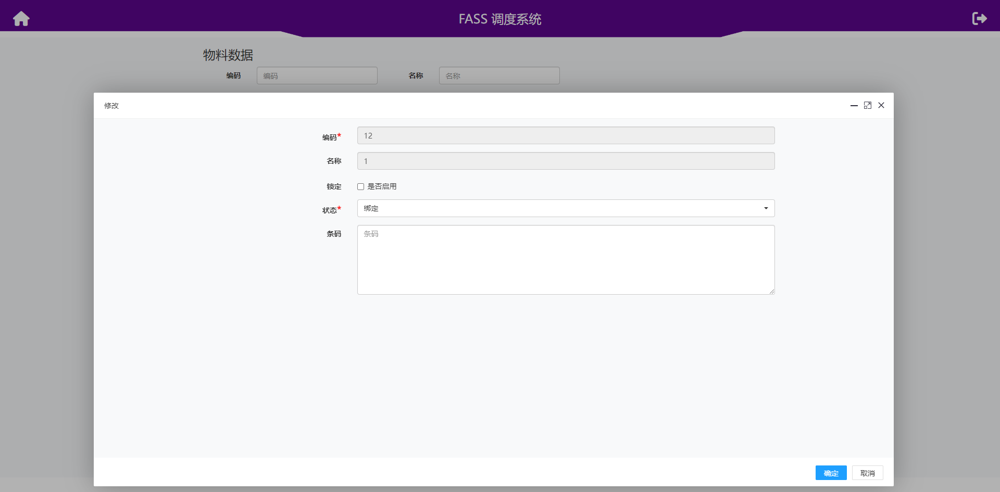 FASS 调度系统
物料数据
编码 编码 名称 名称
修改
编码* 12
名称 1
锁定 是否启用
状态* 绑定
条码 条码
确定 取消